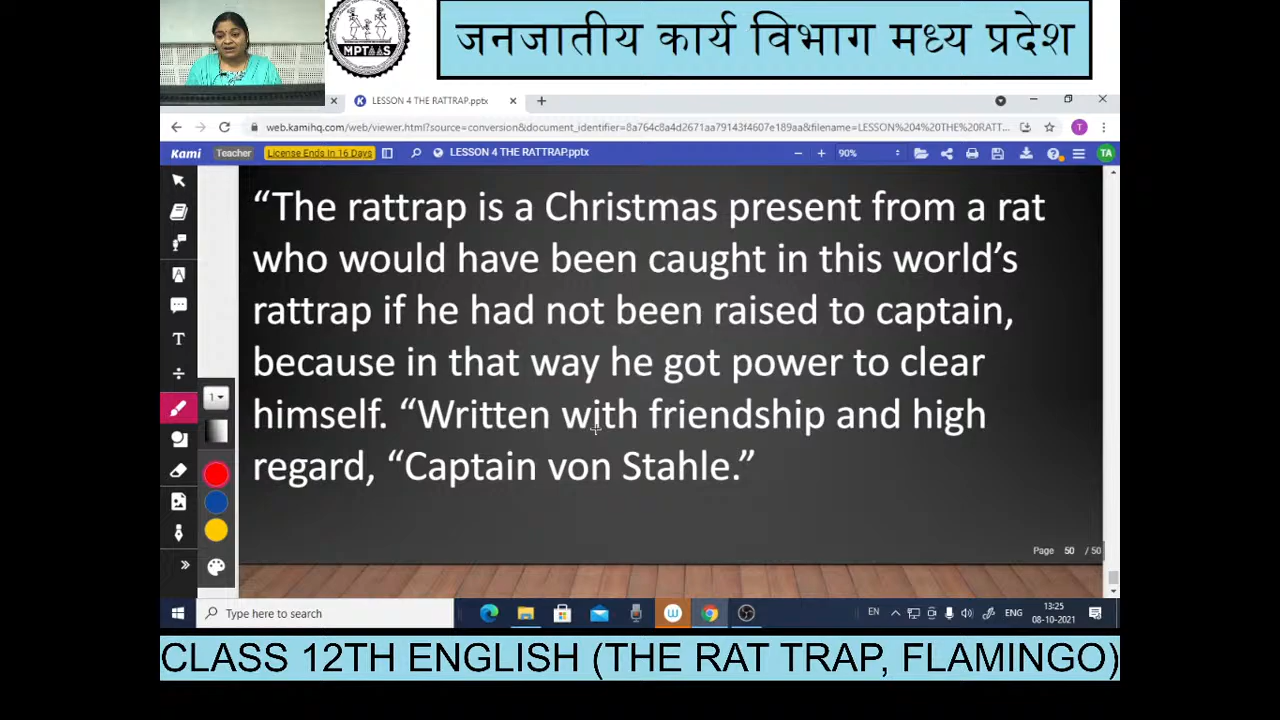 MPTAAS
जनजातीय कार्य विभाग मध्य प्रदेश
LESSON 4 THE RATTRAP.pptx
web.kamihq.com/web/viewer.html?source=conversion&document_identifier=8a764c8a4d2671aa79143f4607e189aa&filename=LESSON%204%20THE%20RATT...
T
Kami Teacher License Ends In 16 Days LESSON 4 THE RATTRAP.pptx 90% TA
“The rattrap is a Christmas present from a rat
who would have been caught in this world’s
rattrap if he had not been raised to captain,
because in that way he got power to clear
himself. “Written with friendship and high
regard, “Captain von Stahle.”
1
Page 50 / 50
Type here to search
EN ENG 13:25
08-10-2021
CLASS 12TH ENGLISH (THE RAT TRAP, FLAMINGO)